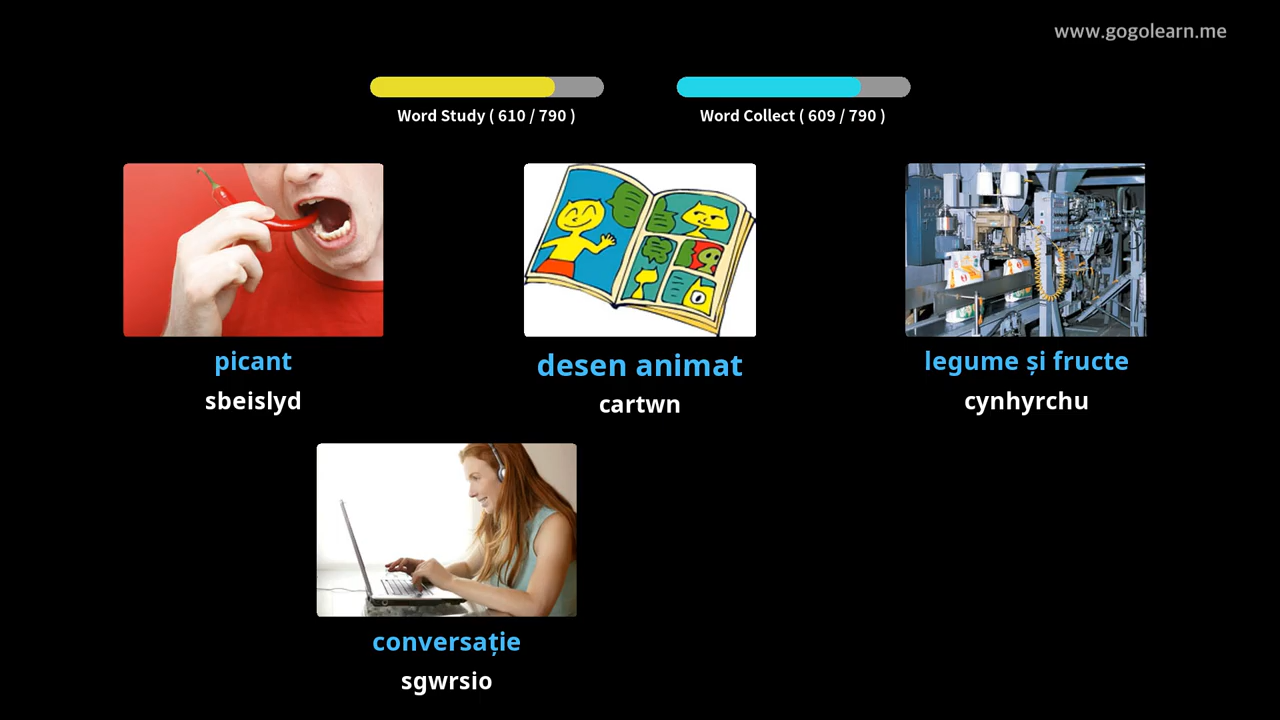 www.gogolearn.me
Word Study ( 610 / 790 )
Word Collect ( 609 / 790 )
picant
sbeislyd
desen animat
cartwn
legume și fructe
cynhyrchu
conversație
sgwrsio